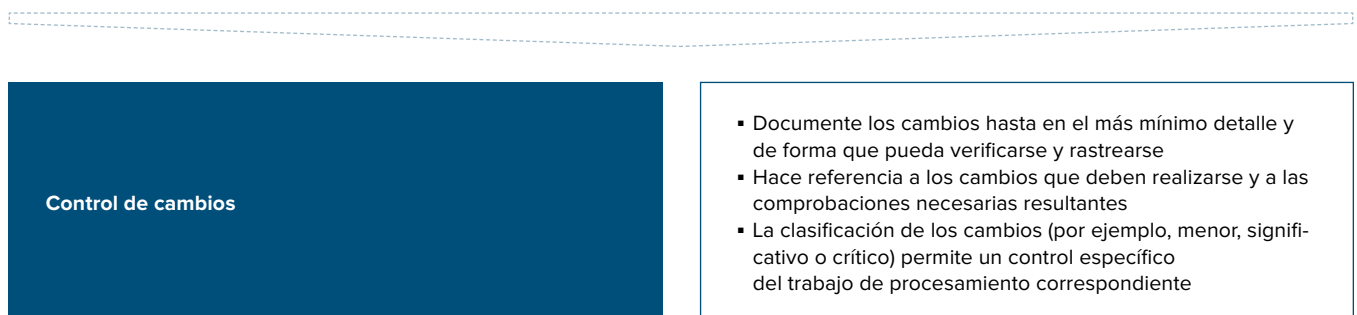 Control de cambios
▪ Documente los cambios hasta en el más mínimo detalle y
de forma que pueda verificarse y rastrearse
▪ Hace referencia a los cambios que deben realizarse y a las
comprobaciones necesarias resultantes
▪ La clasificación de los cambios (por ejemplo, menor, signifi-
cativo o crítico) permite un control específico
del trabajo de procesamiento correspondiente